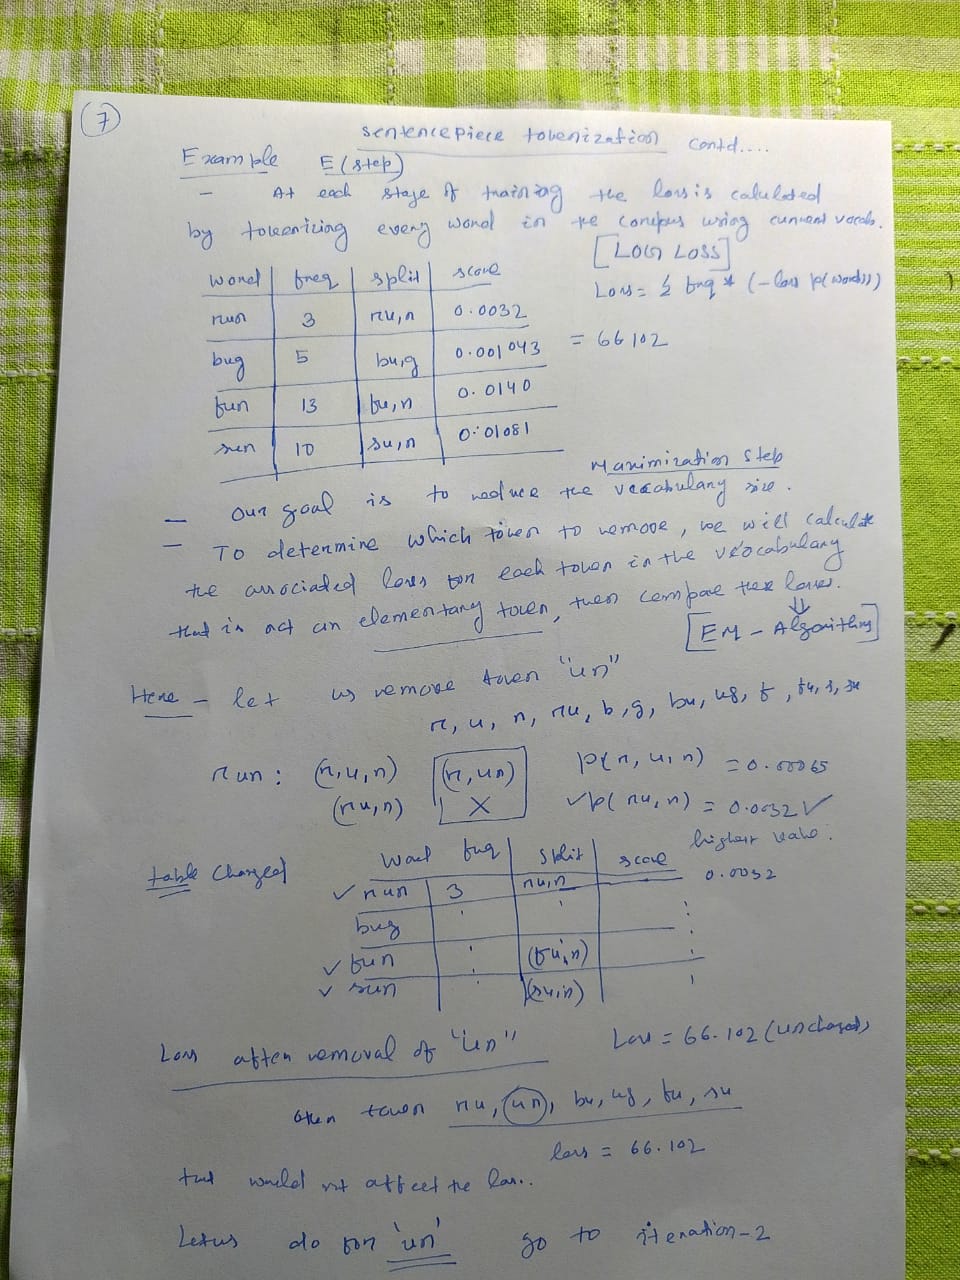 7
sentencepiece tokenization contd....
Example E(step)
- At each stage of training the loss is calculated
by tokenizing every word in the corpus using current vocab.
[LOG LOSS]
Loss = Σ freq * (-log p(word))
= 66.102
word freq split score
run 3 ru,n 0.0032
bug 5 bu,g 0.001043
fun 13 fu,n 0.0140
sun 10 su,n 0.01081
Maximization Step
- our goal is to reduce the vocabulary size.
- To determine which token to remove, we will calculate
the associated loss for each token in the vocabulary
that is not an elementary token, then compare the losses.
⇓
[EM - Algorithm]
Here - let us remove token "un"
r, u, n, ru, b, g, bu, ug, f, fu, s, su
run: (r,u,n) (r,un) p(r,u,n) = 0.00065
(ru,n) X ✓p(ru,n) = 0.0032 ✓
highest value.
table changed
word freq split score
✓ run 3 ru,n 0.0032
bug
✓ fun (fu,n)
✓ sun (su,n)
Loss after removal of "un" Loss = 66.102 (unchanged)
other token ru, un, bu, ug, fu, su
loss = 66.102
that would not affect the loss..
Let us do for 'un' go to iteration-2